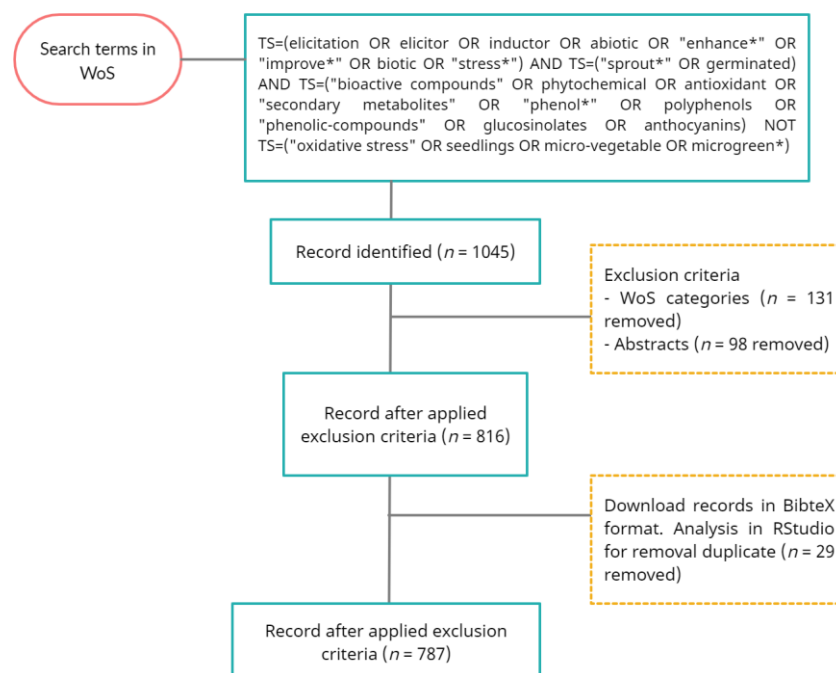 Search terms in
WoS
TS=(elicitation OR elicitor OR inductor OR abiotic OR "enhance*" OR
"improve*" OR biotic OR "stress*") AND TS=("sprout*" OR germinated)
AND TS=("bioactive compounds" OR phytochemical OR antioxidant OR
"secondary metabolites" OR "phenol*" OR polyphenols OR
"phenolic-compounds" OR glucosinolates OR anthocyanins) NOT
TS=("oxidative stress" OR seedlings OR micro-vegetable OR microgreen*)
Record identified (n = 1045)
Exclusion criteria
- WoS categories (n = 131
removed)
- Abstracts (n = 98 removed)
Record after applied
exclusion criteria (n = 816)
Download records in BibteX
format. Analysis in RStudio
for removal duplicate (n = 29
removed)
Record after applied exclusion
criteria (n = 787)